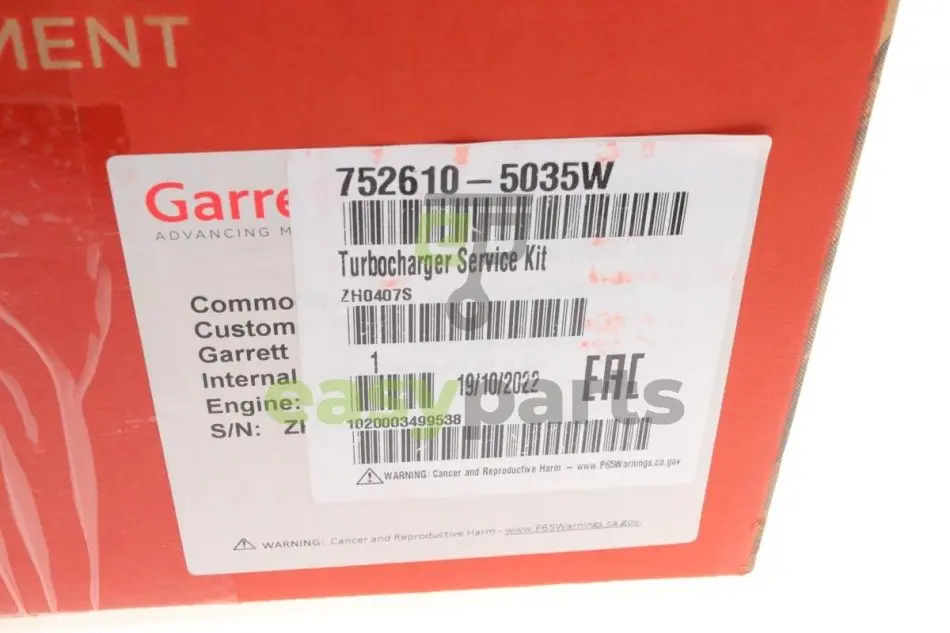 MENT
Garre
ADVANCING M
752610-5035W
Turbocharger Service Kit
ZH0407S
1
19/10/2022
EAC
1020003499538
WARNING: Cancer and Reproductive Harm - www.P65Warnings.ca.gov
Commo
Custom
Garrett
Internal
Engine:
S/N: ZH
WARNING: Cancer and Reproductive Harm - www.P65Warnings.ca.gov.
easyparts